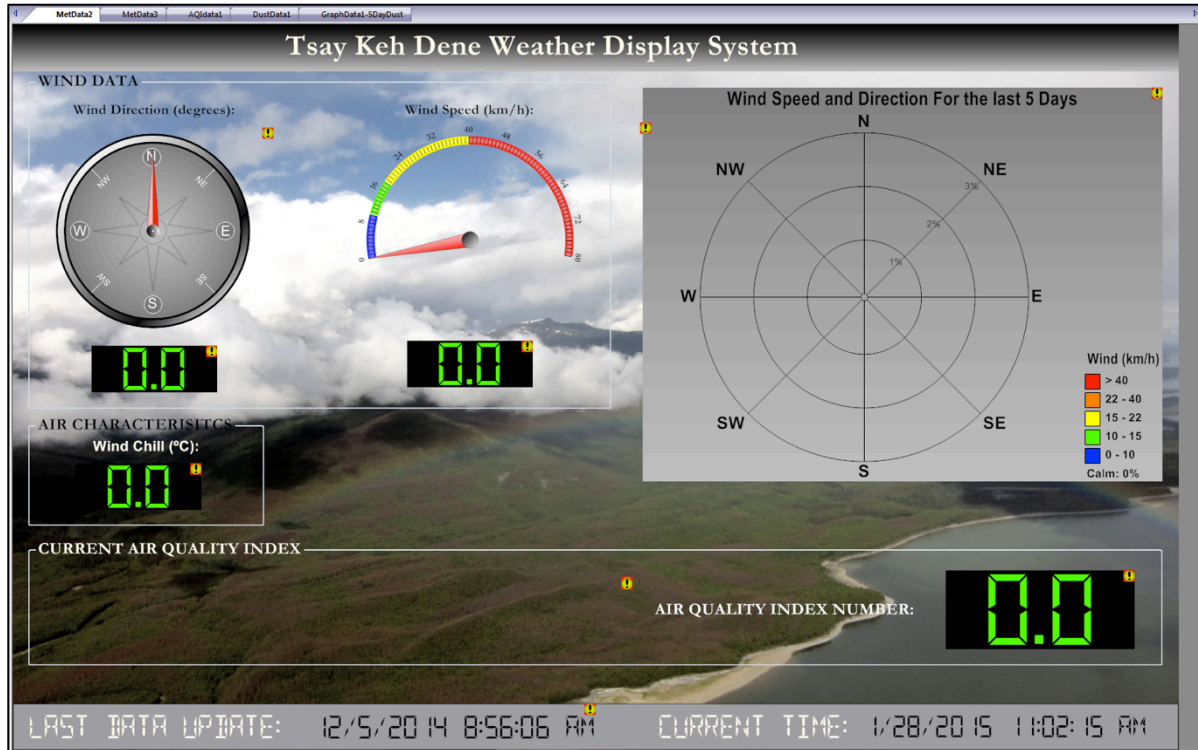 MetData2 MetData3 AQIdata1 DustData1 GraphData1-5DayDust
Tsay Keh Dene Weather Display System
WIND DATA
Wind Direction (degrees):
N
NE
E
SE
S
SW
W
NW
0.0
Wind Speed (km/h):
0
8
16
24
32
40
48
56
64
72
80
0.0
Wind Speed and Direction For the last 5 Days
N
NW NE
3%
2%
1%
W E
SW SE
S
Wind (km/h)
> 40
22 - 40
15 - 22
10 - 15
0 - 10
Calm: 0%
AIR CHARACTERISITCS
Wind Chill (ºC):
0.0
CURRENT AIR QUALITY INDEX
AIR QUALITY INDEX NUMBER: 0.0
LAST DATA UPDATE: 12/5/2014 8:56:06 AM CURRENT TIME: 1/28/2015 11:02:15 AM